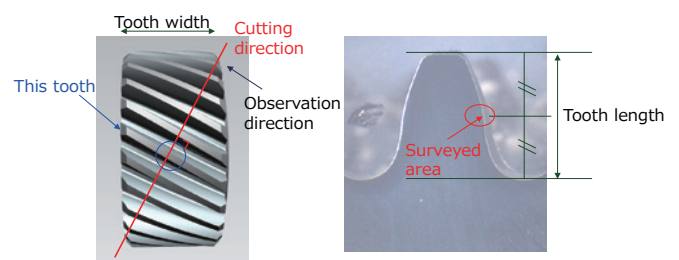 Tooth width
Cutting
direction
This tooth
Observation
direction
Tooth length
Surveyed
area